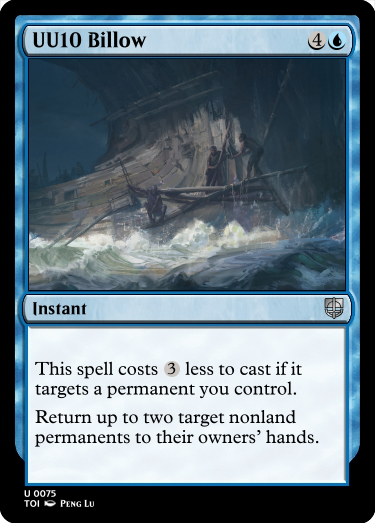 UU10 Billow 4
Instant
This spell costs 3 less to cast if it
targets a permanent you control.
Return up to two target nonland
permanents to their owners' hands.
U 0075
TOI PENG LU